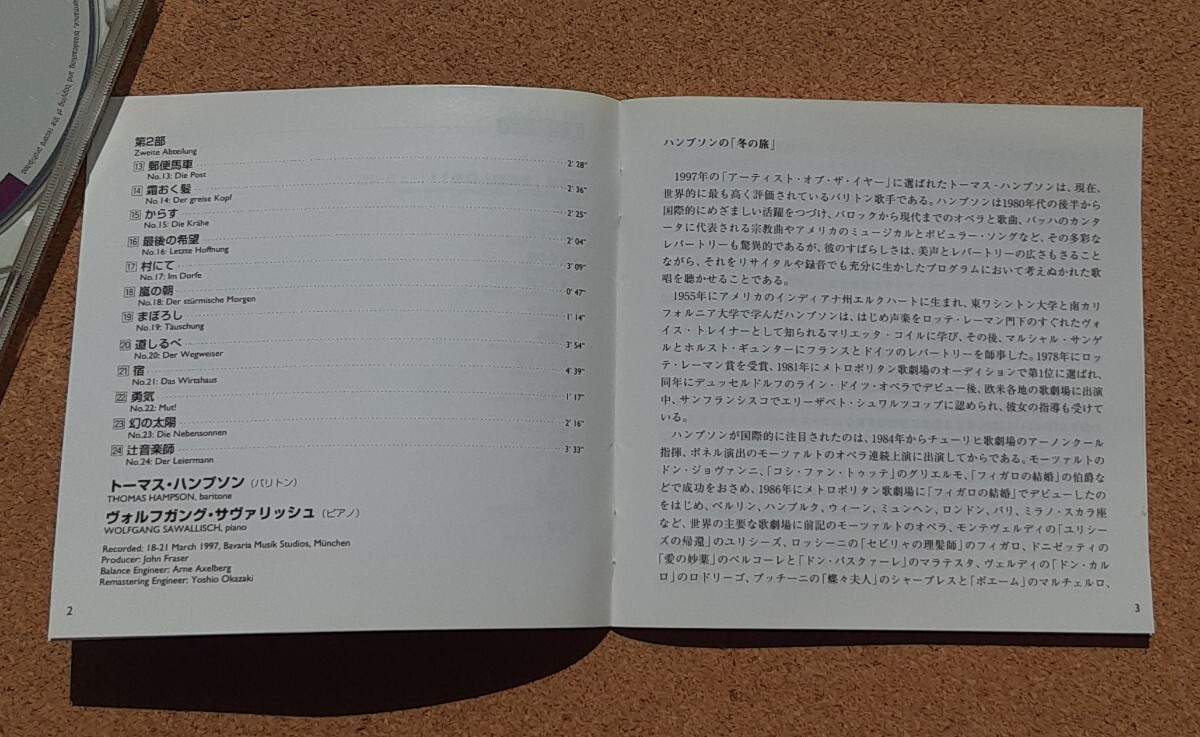 formance, broadcasting and copying of the record prohibited
第2部
Zweite Abteilung
13 郵便馬車 2' 28"
No.13: Die Post
14 霜おく髪 2' 36"
No.14: Der greise Kopf
15 からす 2' 25"
No.15: Die Krähe
16 最後の希望 2' 04"
No.16: Letzte Hoffnung
17 村にて 3' 09"
No.17: Im Dorfe
18 嵐の朝 0' 47"
No.18: Der stürmische Morgen
19 まぼろし 1' 14"
No.19: Täuschung
20 道しるべ 3' 54"
No.20: Der Wegweiser
21 宿 4' 39"
No.21: Das Wirtshaus
22 勇気 1' 17"
No.22: Mut!
23 幻の太陽 2' 16"
No.23: Die Nebensonnen
24 辻音楽師 3' 33"
No.24: Der Leiermann
トーマス・ハンプソン（バリトン）
THOMAS HAMPSON, baritone
ヴォルフガング・サヴァリッシュ（ピアノ）
WOLFGANG SAWALLISCH, piano
Recorded: 18-21 March 1997, Bavaria Musik Studios, München
Producer: John Fraser
Balance Engineer: Arne Axelberg
Remastering Engineer: Yoshio Okazaki
2
ハンプソンの「冬の旅」
1997年の「アーティスト・オブ・ザ・イヤー」に選ばれたトーマス・ハンプソンは、現在、
世界的に最も高く評価されているバリトン歌手である。ハンプソンは1980年代の後半から
国際的にめざましい活躍をつづけ、バロックから現代までのオペラと歌曲、バッハのカンタ
ータに代表される宗教曲やアメリカのミュージカルとポピュラー・ソングなど、その多彩な
レパートリーも驚異的であるが、彼のすばらしさは、美声とレパートリーの広さもさること
ながら、それをリサイタルや録音でも充分に生かしたプログラムにおいて考えぬかれた歌
唱を聴かせることである。
1955年にアメリカのインディアナ州エルクハートに生まれ、東ワシントン大学と南カリ
フォルニア大学で学んだハンプソンは、はじめ声楽をロッテ・レーマン門下のすぐれたヴォ
イス・トレイナーとして知られるマリエッタ・コイルに学び、その後、マルシャル・サンゲ
ルとホルスト・ギュンターにフランスとドイツのレパートリーを師事した。1978年にロッ
テ・レーマン賞を受賞、1981年にメトロポリタン歌劇場のオーディションで第1位に選ばれ、
同年にデュッセルドルフのライン・ドイツ・オペラでデビュー後、欧米各地の歌劇場に出演
中、サンフランシスコでエリーザベト・シュワルツコップに認められ、彼女の指導も受けて
いる。
ハンプソンが国際的に注目されたのは、1984年からチューリヒ歌劇場のアーノンクール
指揮、ポネル演出のモーツァルトのオペラ連続上演に出演してからである。モーツァルトの
ドン・ジョヴァンニ、「コシ・ファン・トゥッテ」のグリエルモ、「フィガロの結婚」の伯爵な
どで成功をおさめ、1986年にメトロポリタン歌劇場に「フィガロの結婚」でデビューしたの
をはじめ、ベルリン、ハンブルク、ウィーン、ミュンヘン、ロンドン、パリ、ミラノ・スカラ座
など、世界の主要な歌劇場に前記のモーツァルトのオペラ、モンテヴェルディの「ユリシー
ズの帰還」のユリシーズ、ロッシーニの「セビリャの理髪師」のフィガロ、ドニゼッティの
「愛の妙薬」のベルコーレと「ドン・パスクァーレ」のマラテスタ、ヴェルディの「ドン・カル
ロ」のロドリーゴ、プッチーニの「蝶々夫人」のシャープレスと「ボエーム」のマルチェルロ、
3